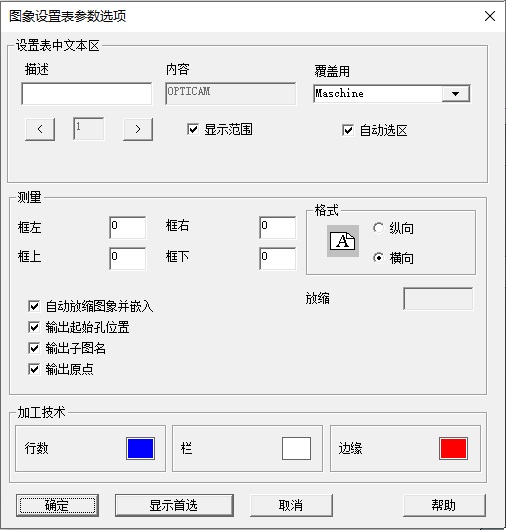 图象设置表参数选项
设置表中文本区
描述 内容 覆盖用
OPTICAM Maschine
< 1 > 显示范围 自动选区
测量
框左 0 框右 0
框上 0 框下 0
格式
A 纵向
横向
放缩
自动放缩图象并嵌入
输出起始孔位置
输出子图名
输出原点
加工技术
行数 栏 边缘
确定 显示首选 取消 帮助